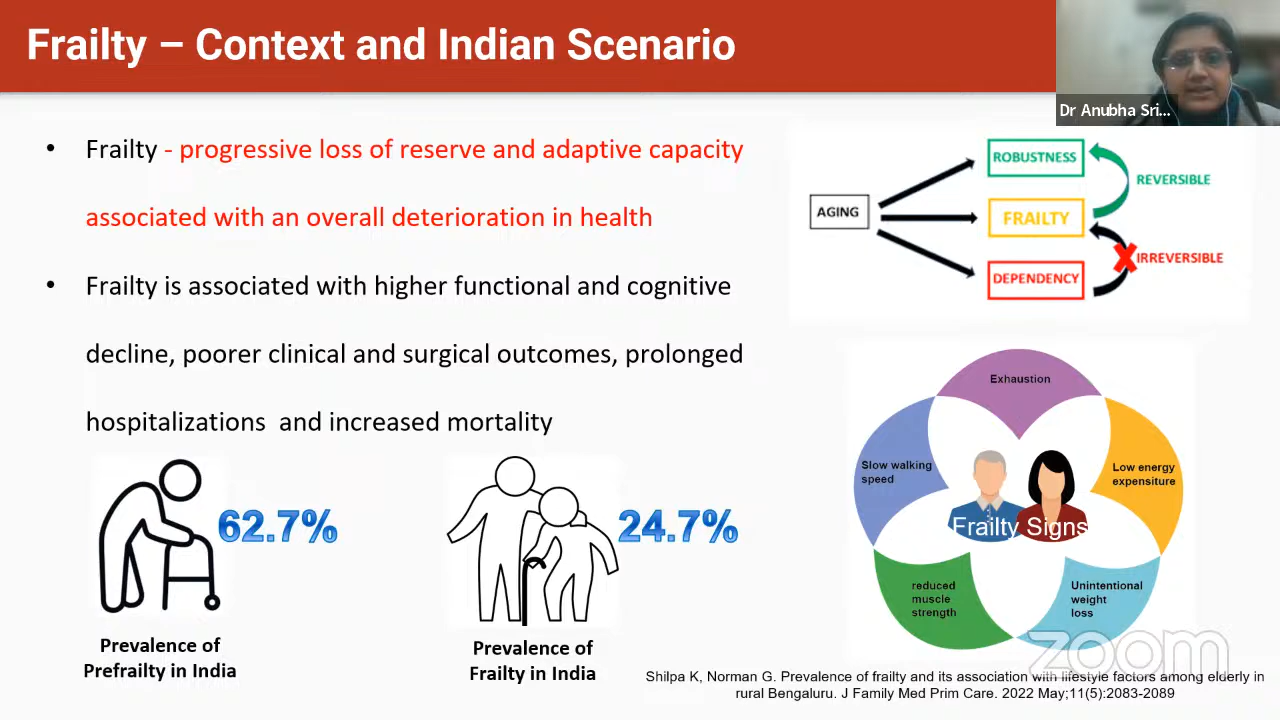 Frailty – Context and Indian Scenario
Dr Anubha Sri...
• Frailty - progressive loss of reserve and adaptive capacity
associated with an overall deterioration in health
• Frailty is associated with higher functional and cognitive
decline, poorer clinical and surgical outcomes, prolonged
hospitalizations and increased mortality
62.7%
Prevalence of
Prefrailty in India
24.7%
Prevalence of
Frailty in India
AGING
ROBUSTNESS
FRAILTY
DEPENDENCY
REVERSIBLE
IRREVERSIBLE
Exhaustion
Slow walking
speed
Low energy
expensiture
Frailty Signs
reduced
muscle
strength
Unintentional
weight
loss
zoom
Shilpa K, Norman G. Prevalence of frailty and its association with lifestyle factors among elderly in
rural Bengaluru. J Family Med Prim Care. 2022 May;11(5):2083-2089